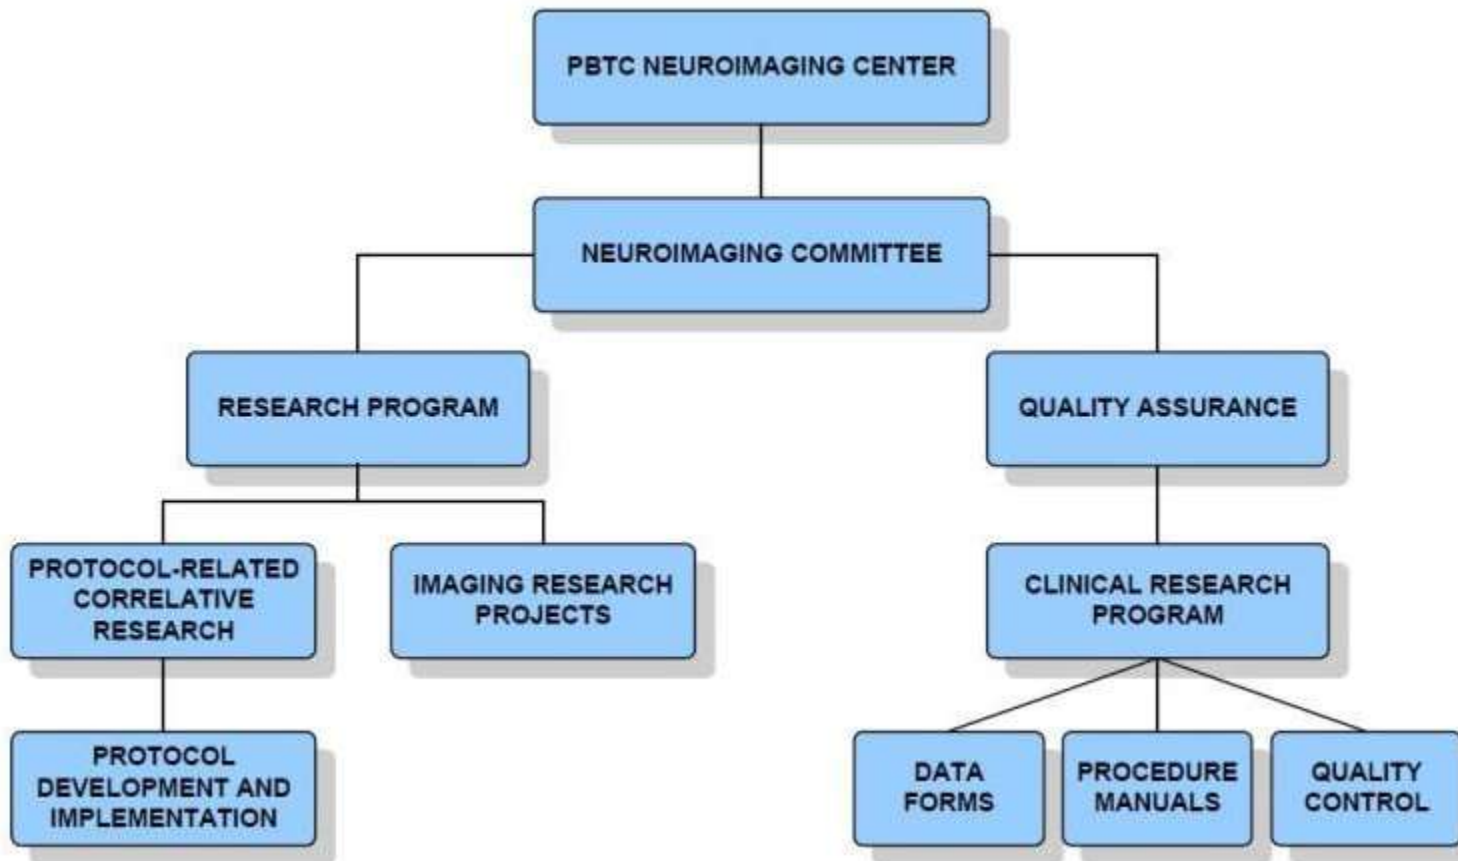 PBTC NEUROIMAGING CENTER
NEUROIMAGING COMMITTEE
RESEARCH PROGRAM
QUALITY ASSURANCE
PROTOCOL-RELATED
CORRELATIVE
RESEARCH
IMAGING RESEARCH
PROJECTS
CLINICAL RESEARCH
PROGRAM
PROTOCOL
DEVELOPMENT AND
IMPLEMENTATION
DATA
FORMS
PROCEDURE
MANUALS
QUALITY
CONTROL